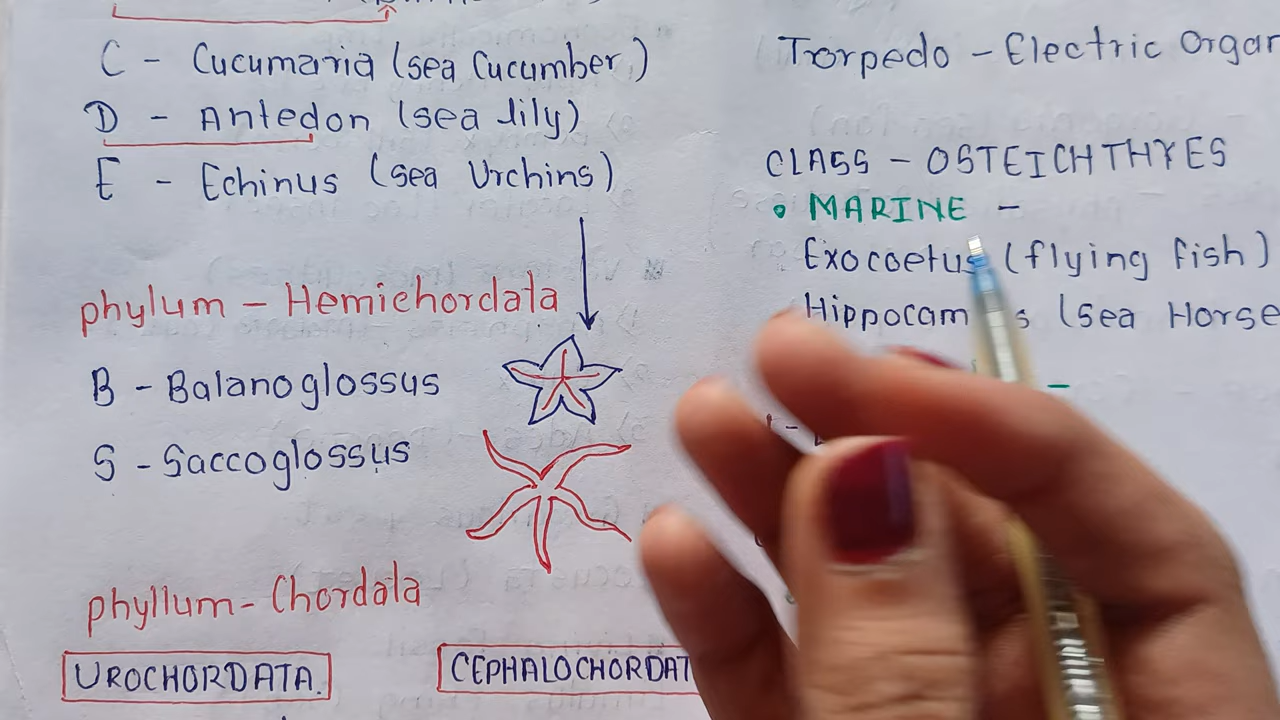 C - Cucumaria (sea Cucumber)
D - Antedon (sea lily)
E - Echinus (sea Urchins)
phylum - Hemichordata
B - Balanoglossus
S - Saccoglossus
phyllum - Chordata
UROCHORDATA.
CEPHALOCHORDAT
Torpedo - Electric Organ
CLASS - OSTEICHTHYES
• MARINE -
Exocoetus (flying fish)
Hippocam s (sea Horse